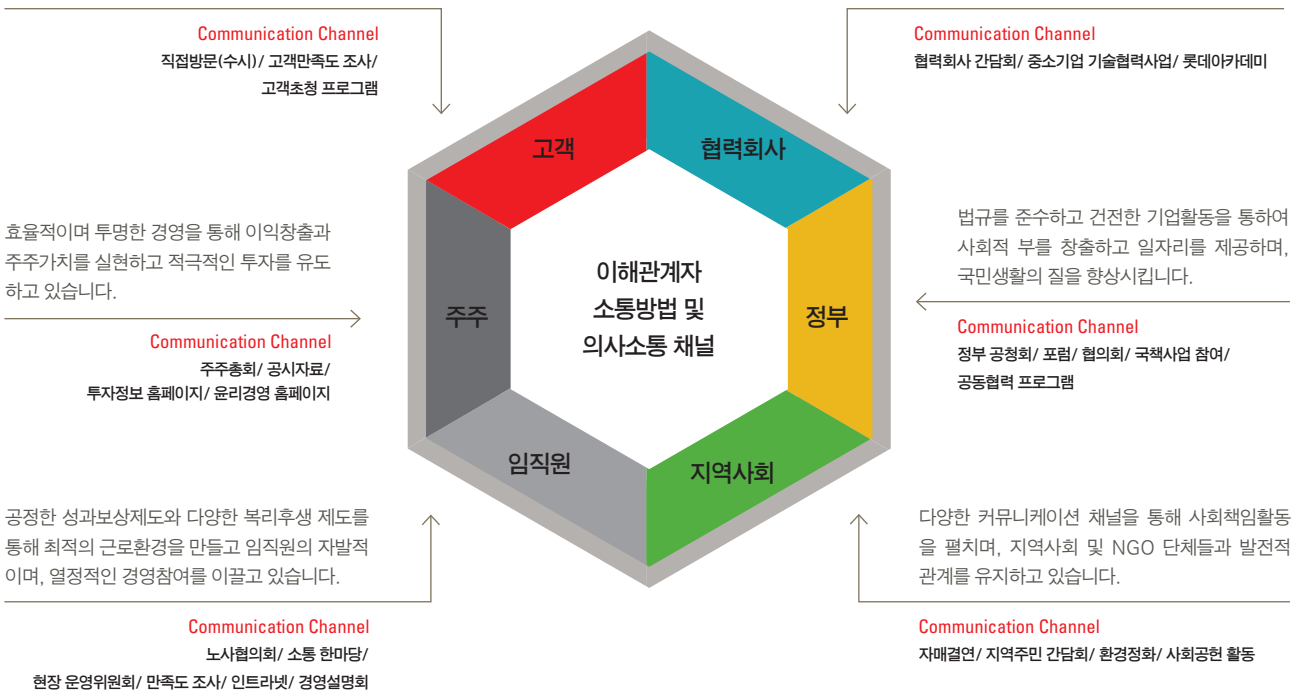 Communication Channel
직접방문(수시)/ 고객만족도 조사/
고객초청 프로그램
Communication Channel
협력회사 간담회/ 중소기업 기술협력사업/ 롯데아카데미
고객
협력회사
효율적이며 투명한 경영을 통해 이익창출과
주주가치를 실현하고 적극적인 투자를 유도
하고 있습니다.
Communication Channel
주주총회/ 공시자료/
투자정보 홈페이지/ 윤리경영 홈페이지
주주
이해관계자
소통방법 및
의사소통 채널
정부
법규를 준수하고 건전한 기업활동을 통하여
사회적 부를 창출하고 일자리를 제공하며,
국민생활의 질을 향상시킵니다.
Communication Channel
정부 공청회/ 포럼/ 협의회/ 국책사업 참여/
공동협력 프로그램
임직원
지역사회
공정한 성과보상제도와 다양한 복리후생 제도를
통해 최적의 근로환경을 만들고 임직원의 자발적
이며, 열정적인 경영참여를 이끌고 있습니다.
Communication Channel
노사협의회/ 소통 한마당/
현장 운영위원회/ 만족도 조사/ 인트라넷/ 경영설명회
다양한 커뮤니케이션 채널을 통해 사회책임활동
을 펼치며, 지역사회 및 NGO 단체들과 발전적
관계를 유지하고 있습니다.
Communication Channel
자매결연/ 지역주민 간담회/ 환경정화/ 사회공헌 활동